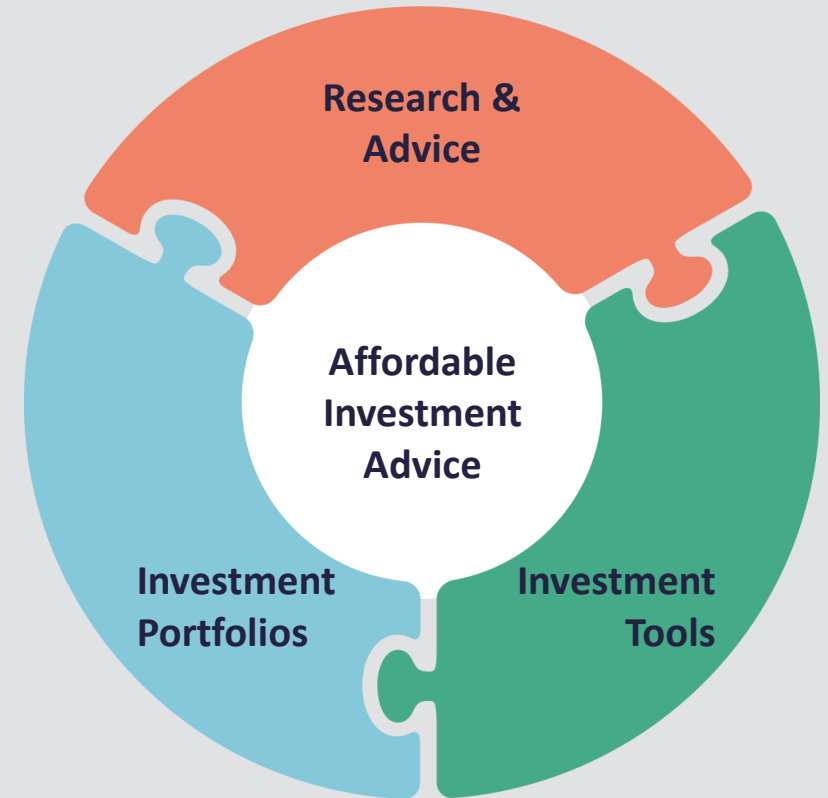 Research &
Advice
Affordable
Investment
Advice
Investment
Portfolios
Investment
Tools